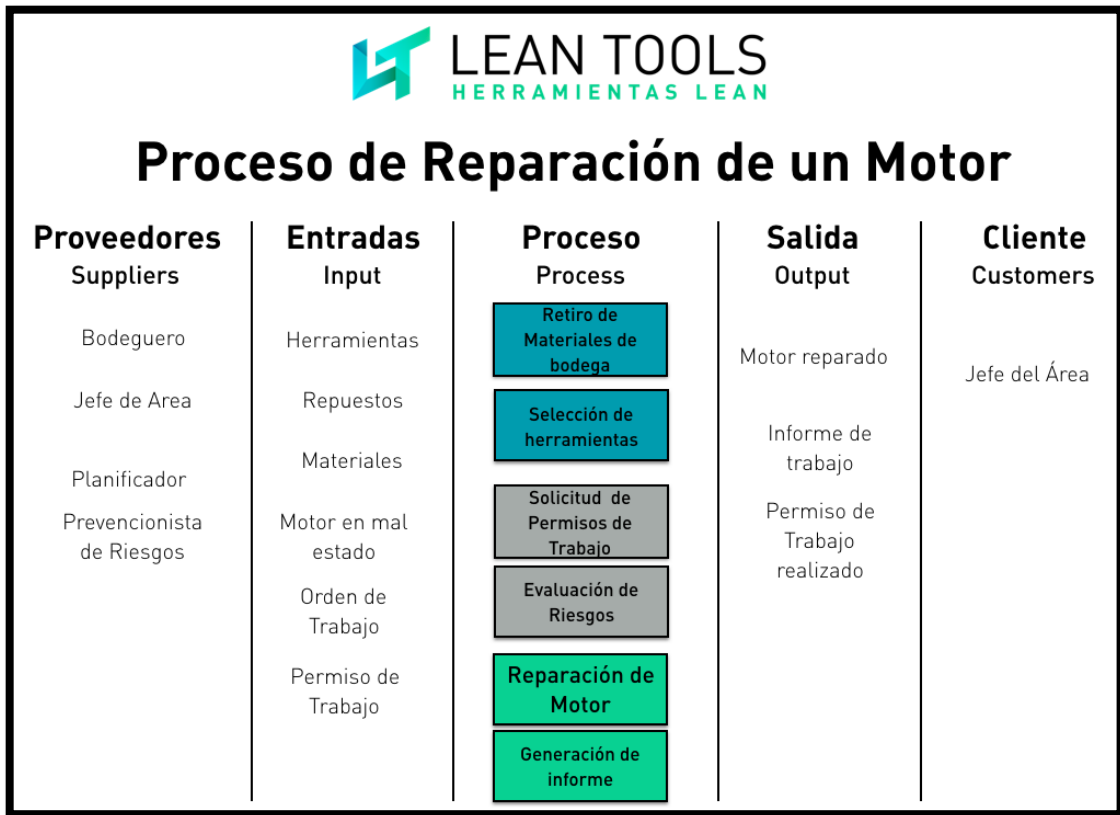 LEAN TOOLS
HERRAMIENTAS LEAN
Proceso de Reparación de un Motor
Proveedores
Suppliers
Bodeguero
Jefe de Area
Planificador
Prevencionista
de Riesgos
Entradas
Input
Herramientas
Repuestos
Materiales
Motor en mal
estado
Orden de
Trabajo
Permiso de
Trabajo
Proceso
Process
Retiro de
Materiales de
bodega
Selección de
herramientas
Solicitud de
Permisos de
Trabajo
Evaluación de
Riesgos
Reparación de
Motor
Generación de
informe
Salida
Output
Motor reparado
Informe de
trabajo
Permiso de
Trabajo
realizado
Cliente
Customers
Jefe del Área